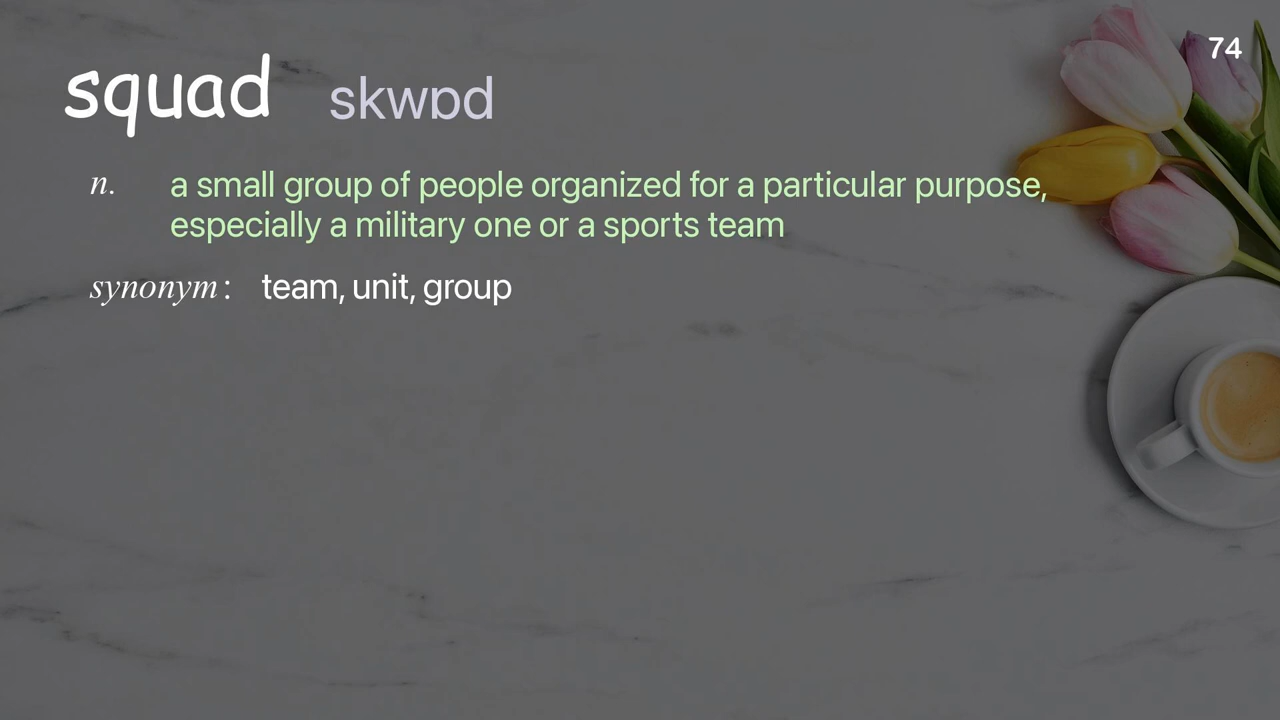 74
squad skwɒd
n. a small group of people organized for a particular purpose,
especially a military one or a sports team
synonym: team, unit, group